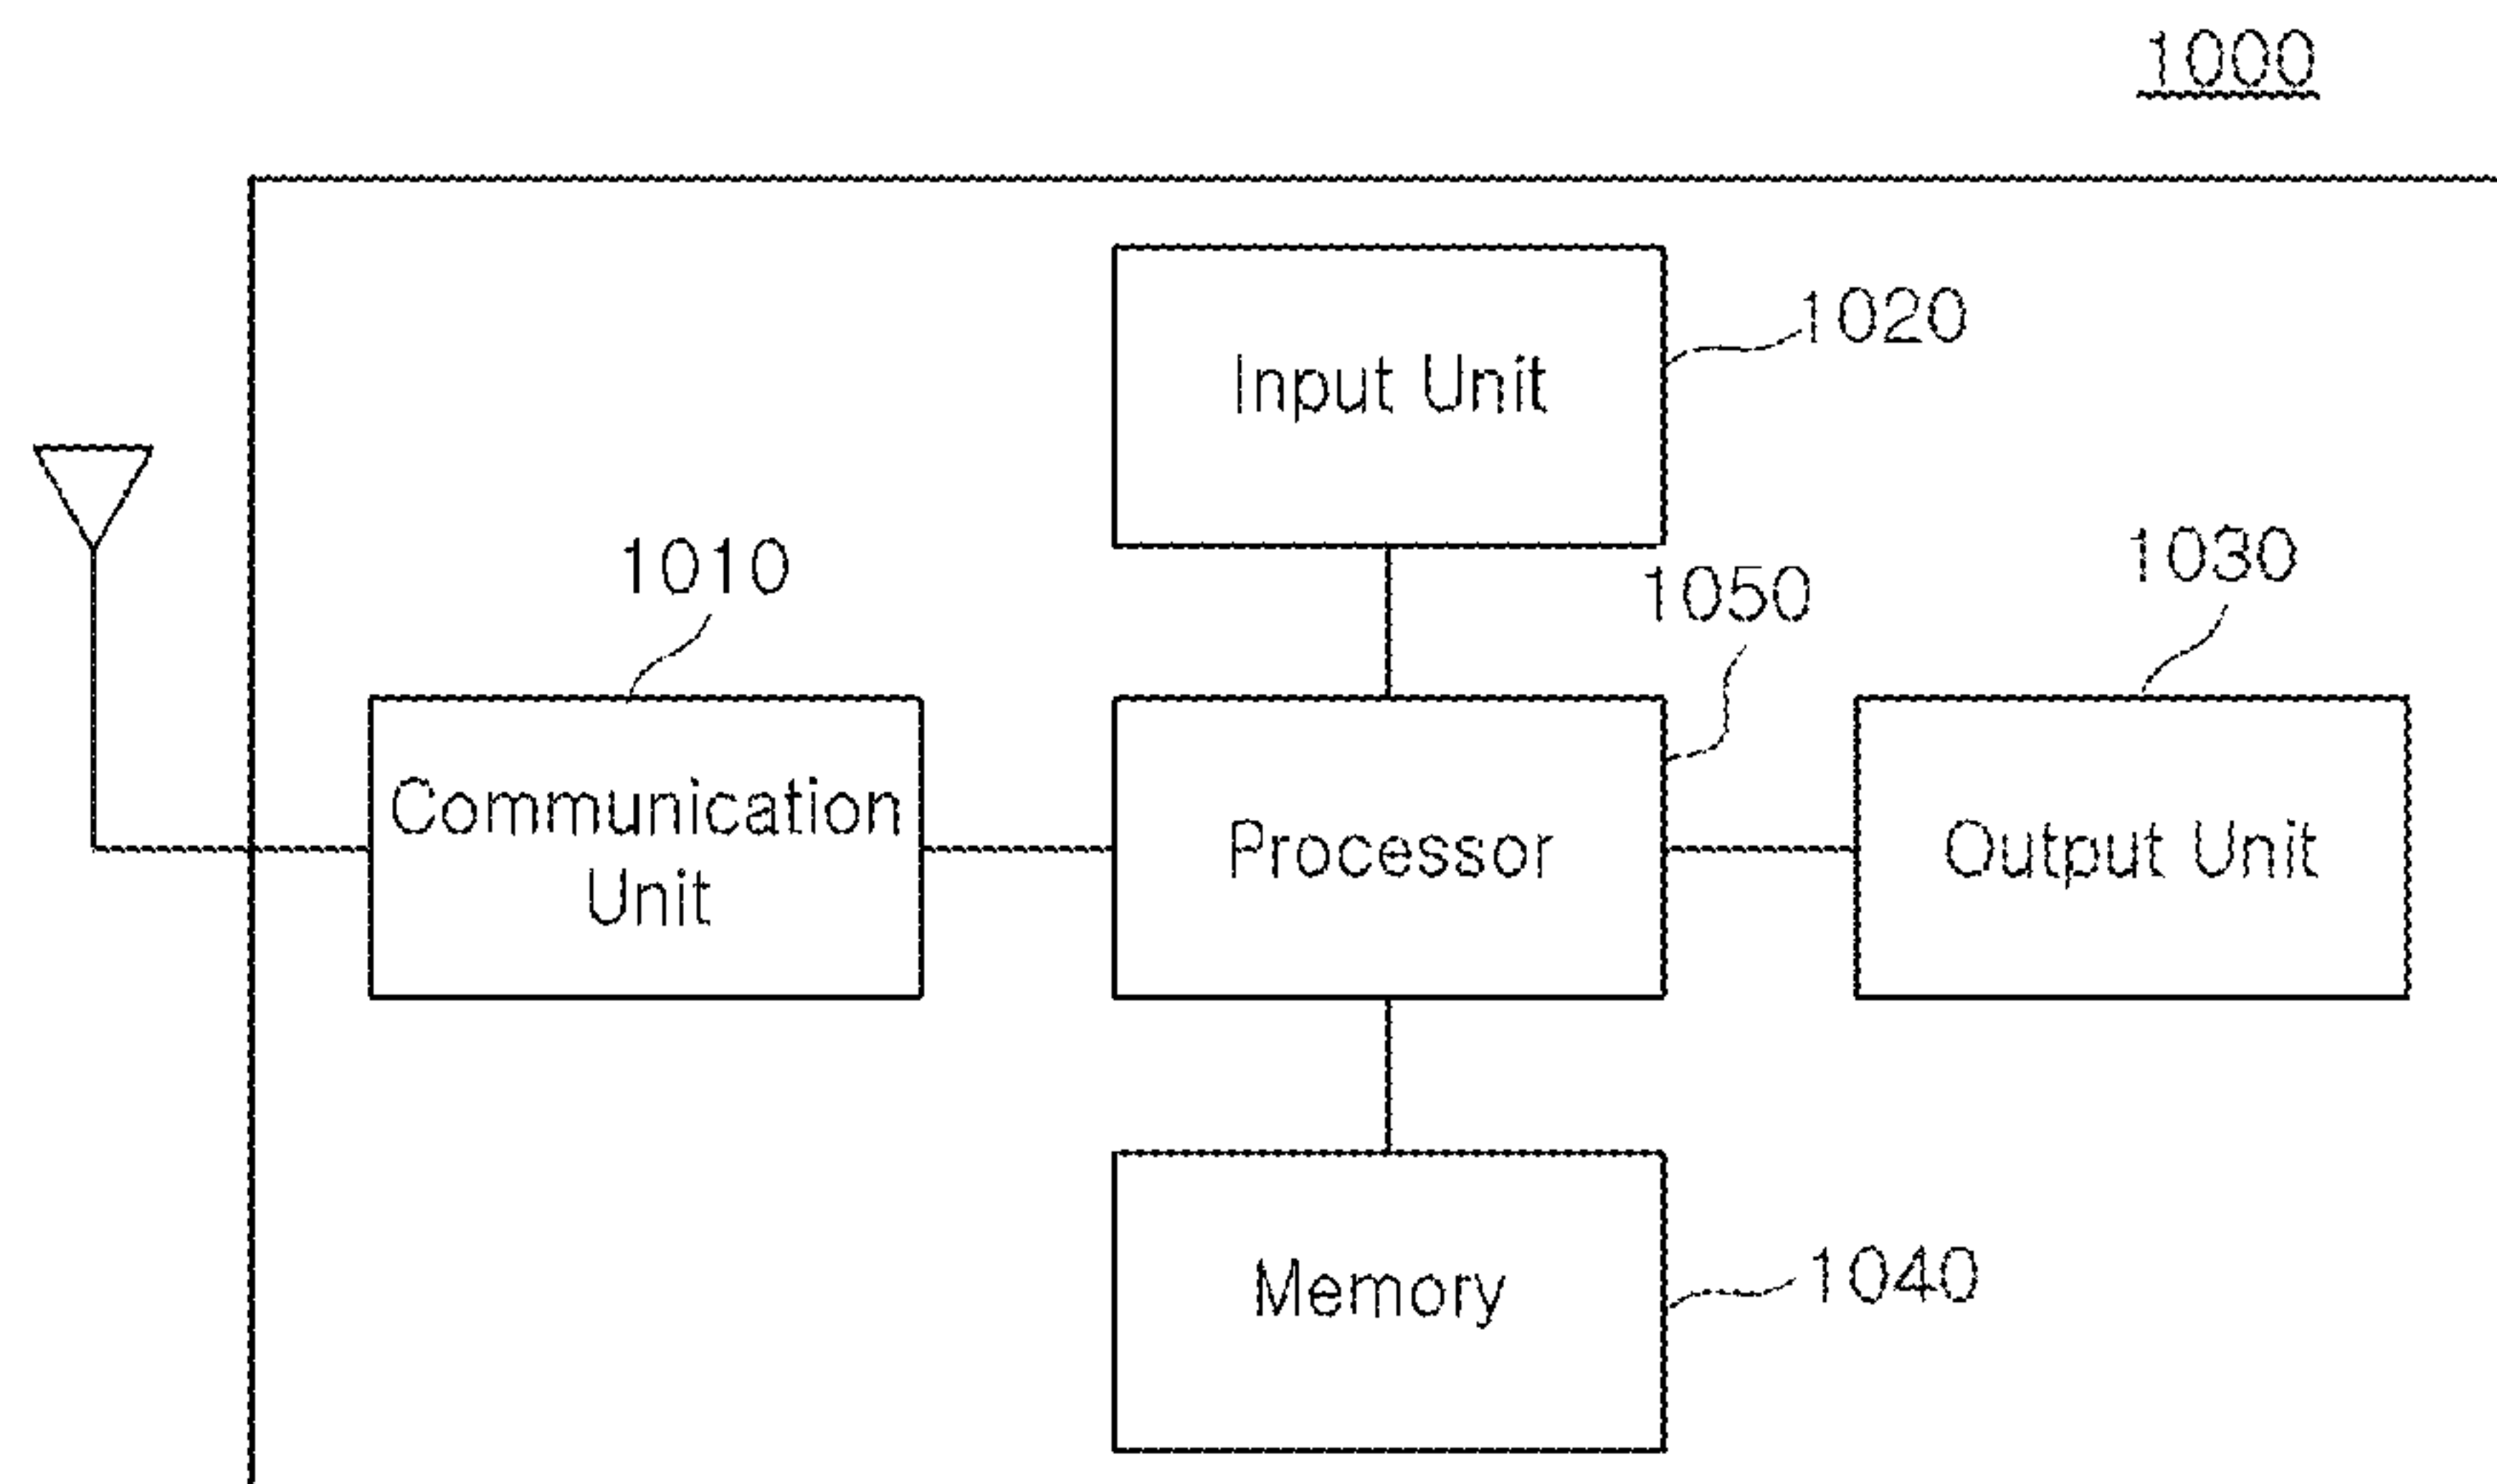 1000
Input Unit
1020
1010
1050
1030
Communication
Unit
Processor
Output Unit
Memory
1040